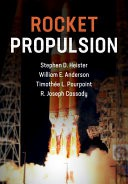 ROCKET
PROPULSION
Stephen D. Heister
William E. Anderson
Timothée L. Pourpoint
R. Joseph Cassady